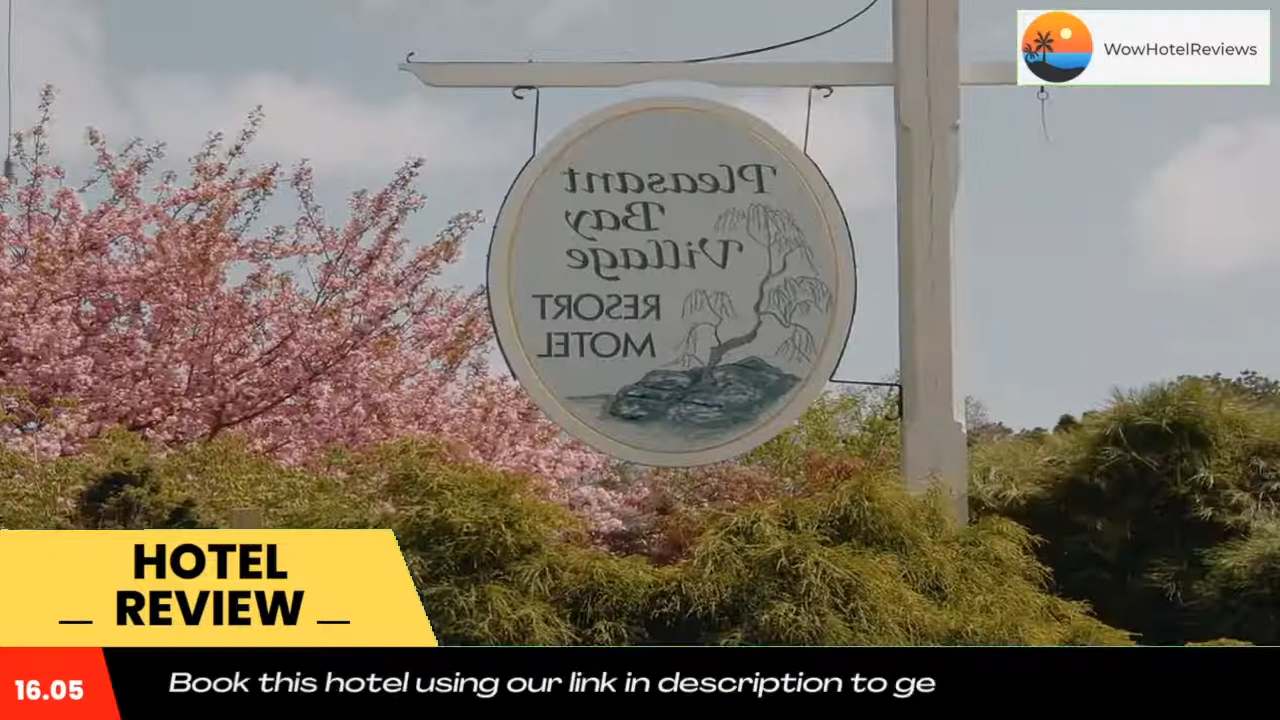 WowHotelReviews
Pleasant
Bay
Village
RESORT
MOTEL
HOTEL
REVIEW
16.05
Book this hotel using our link in description to ge